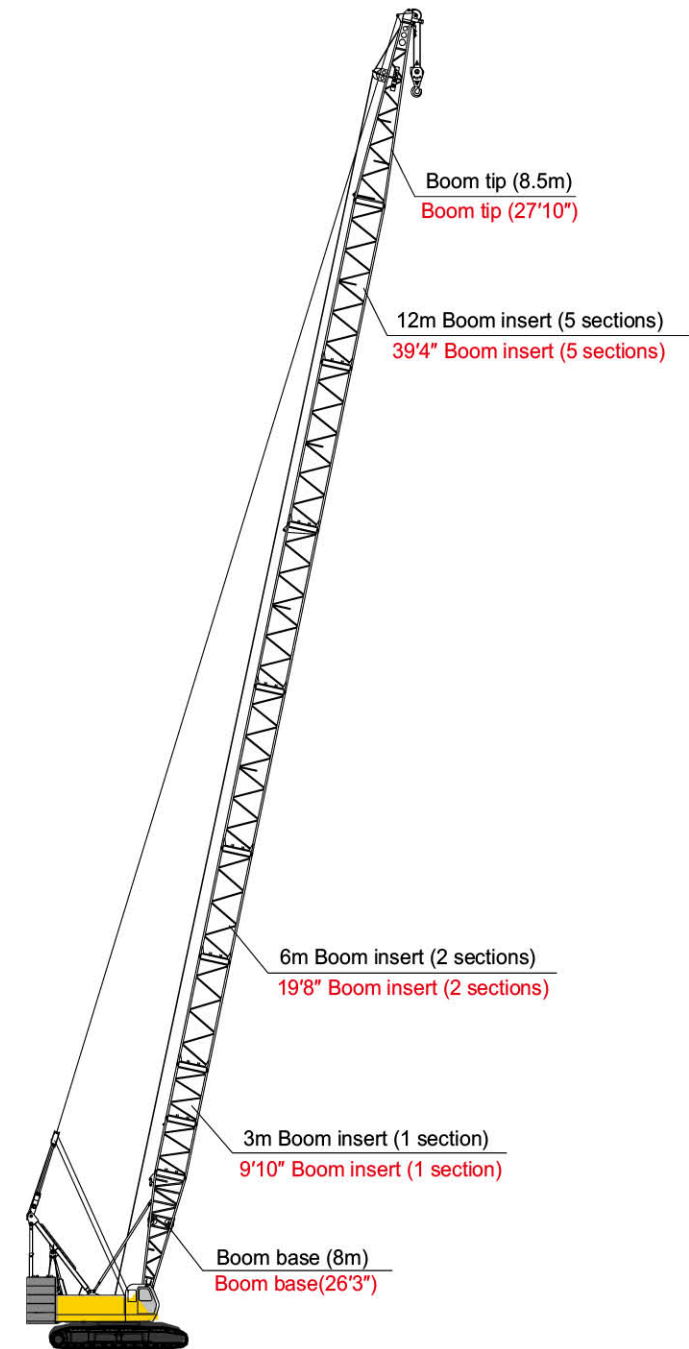 Boom tip (8.5m)
Boom tip (27′10″)
12m Boom insert (5 sections)
39′4″ Boom insert (5 sections)
6m Boom insert (2 sections)
19′8″ Boom insert (2 sections)
3m Boom insert (1 section)
9′10″ Boom insert (1 section)
Boom base (8m)
Boom base(26′3″)